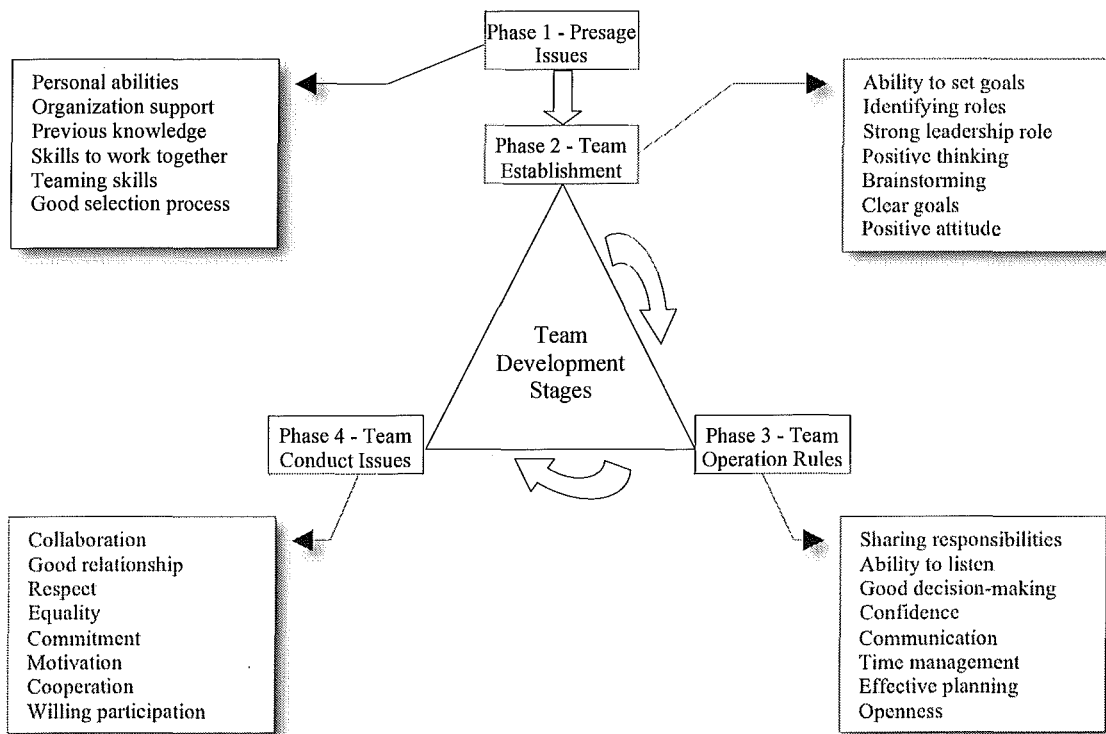 Phase 1 - Presage
Issues
Personal abilities
Organization support
Previous knowledge
Skills to work together
Teaming skills
Good selection process
Phase 2 - Team
Establishment
Ability to set goals
Identifying roles
Strong leadership role
Positive thinking
Brainstorming
Clear goals
Positive attitude
Team
Development
Stages
Phase 4 - Team
Conduct Issues
Phase 3 - Team
Operation Rules
Collaboration
Good relationship
Respect
Equality
Commitment
Motivation
Cooperation
Willing participation
Sharing responsibilities
Ability to listen
Good decision-making
Confidence
Communication
Time management
Effective planning
Openness